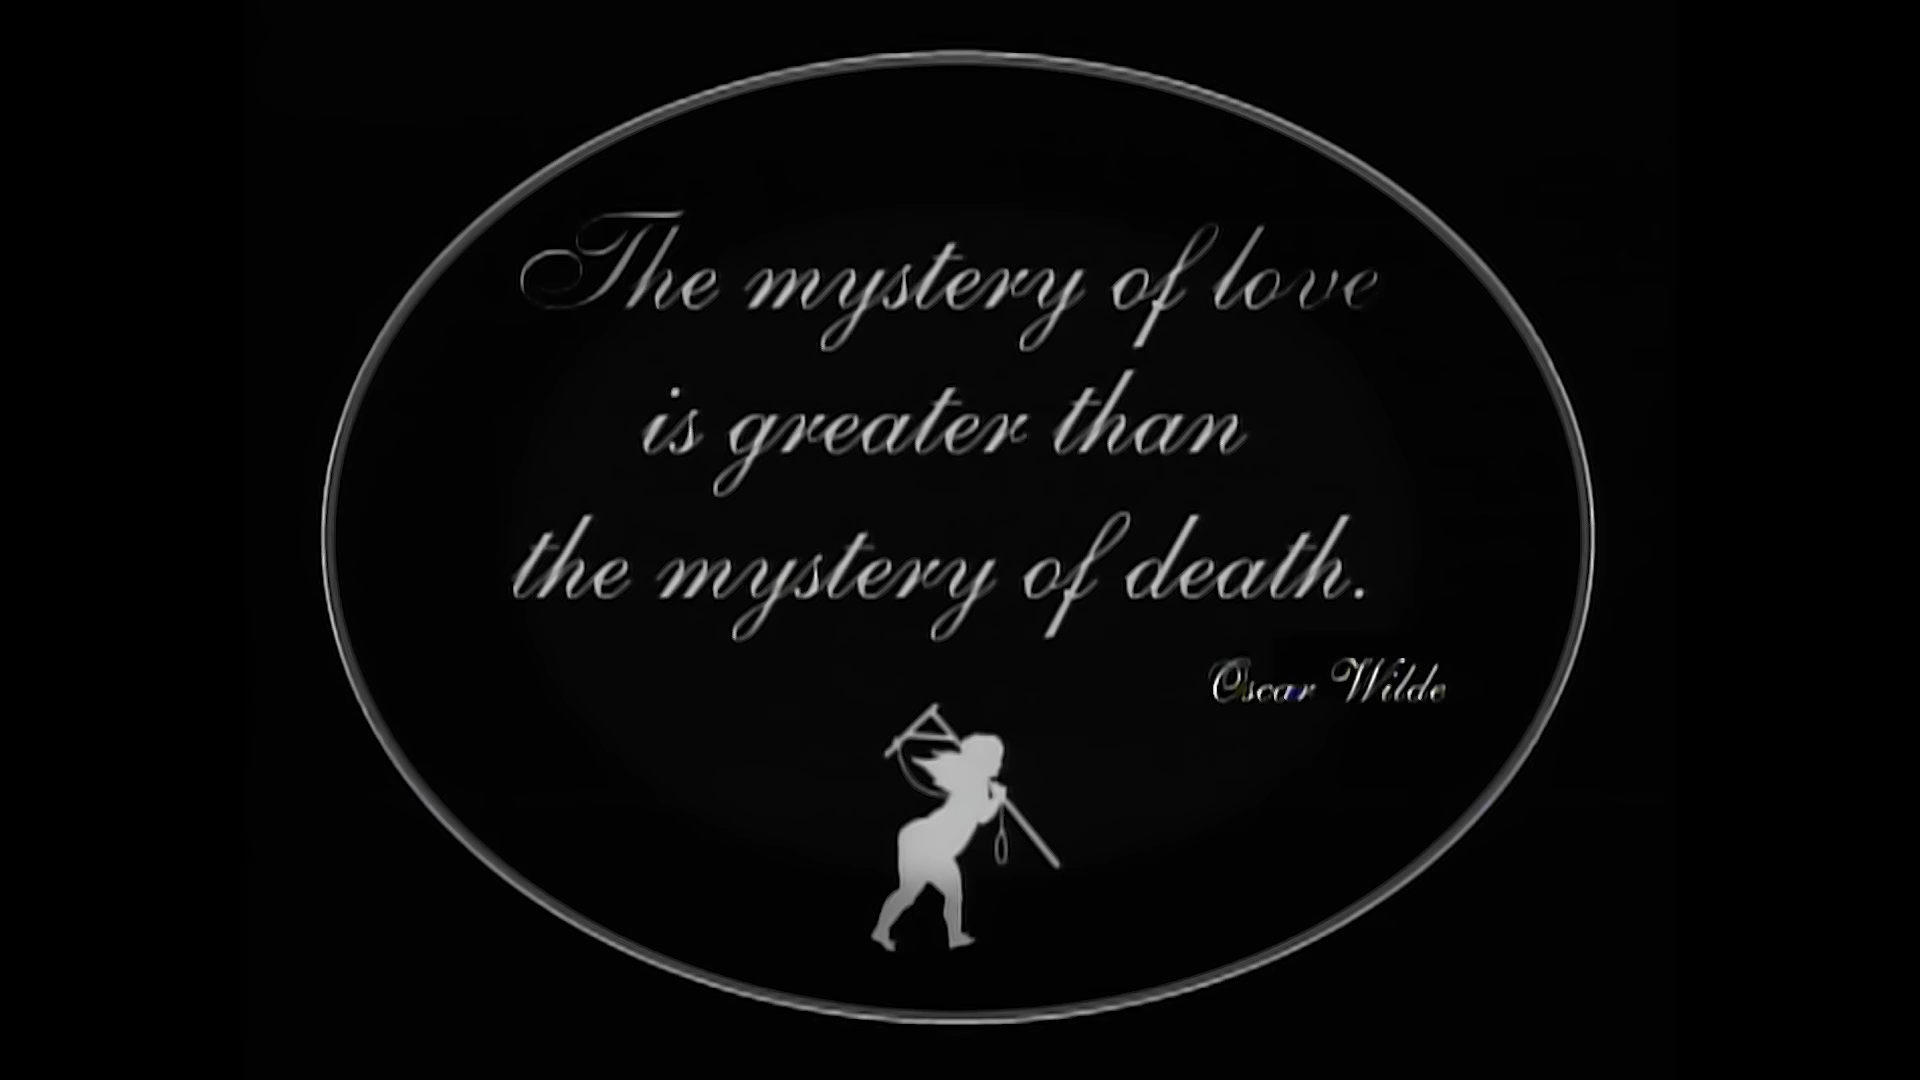 The mystery of love
is greater than
the mystery of death.
Oscar Wilde